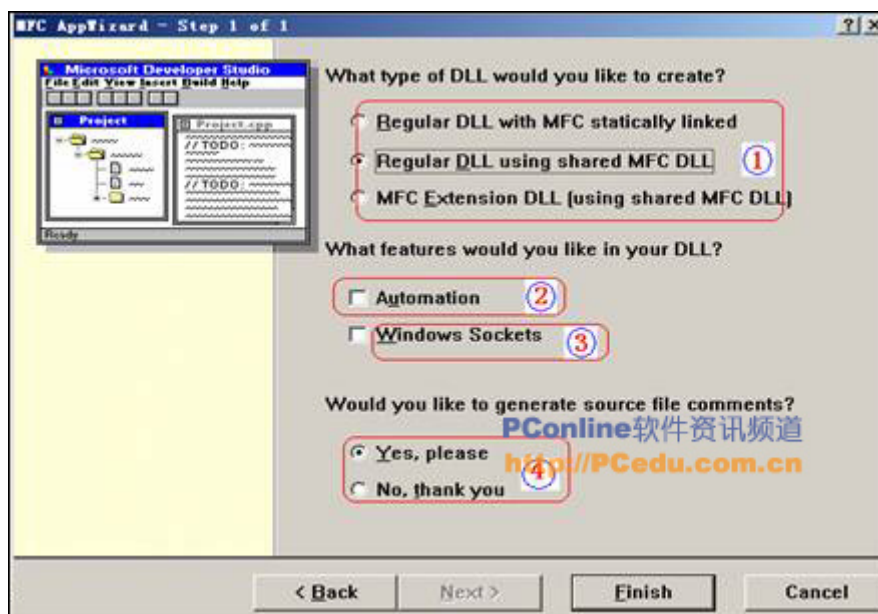 MFC AppWizard - Step 1 of 1
Microsoft Developer Studio
File Edit View Insert Build Help
Project
Project.cpp
//TODO:
//TODO:
Ready
What type of DLL would you like to create?
Regular DLL with MFC statically linked
Regular DLL using shared MFC DLL
①
MFC Extension DLL (using shared MFC DLL)
What features would you like in your DLL?
Automation
②
Windows Sockets
③
Would you like to generate source file comments?
PConline软件资讯频道
Yes, please
http://PCedu.com.cn
④
No, thank you
< Back
Next >
Finish
Cancel